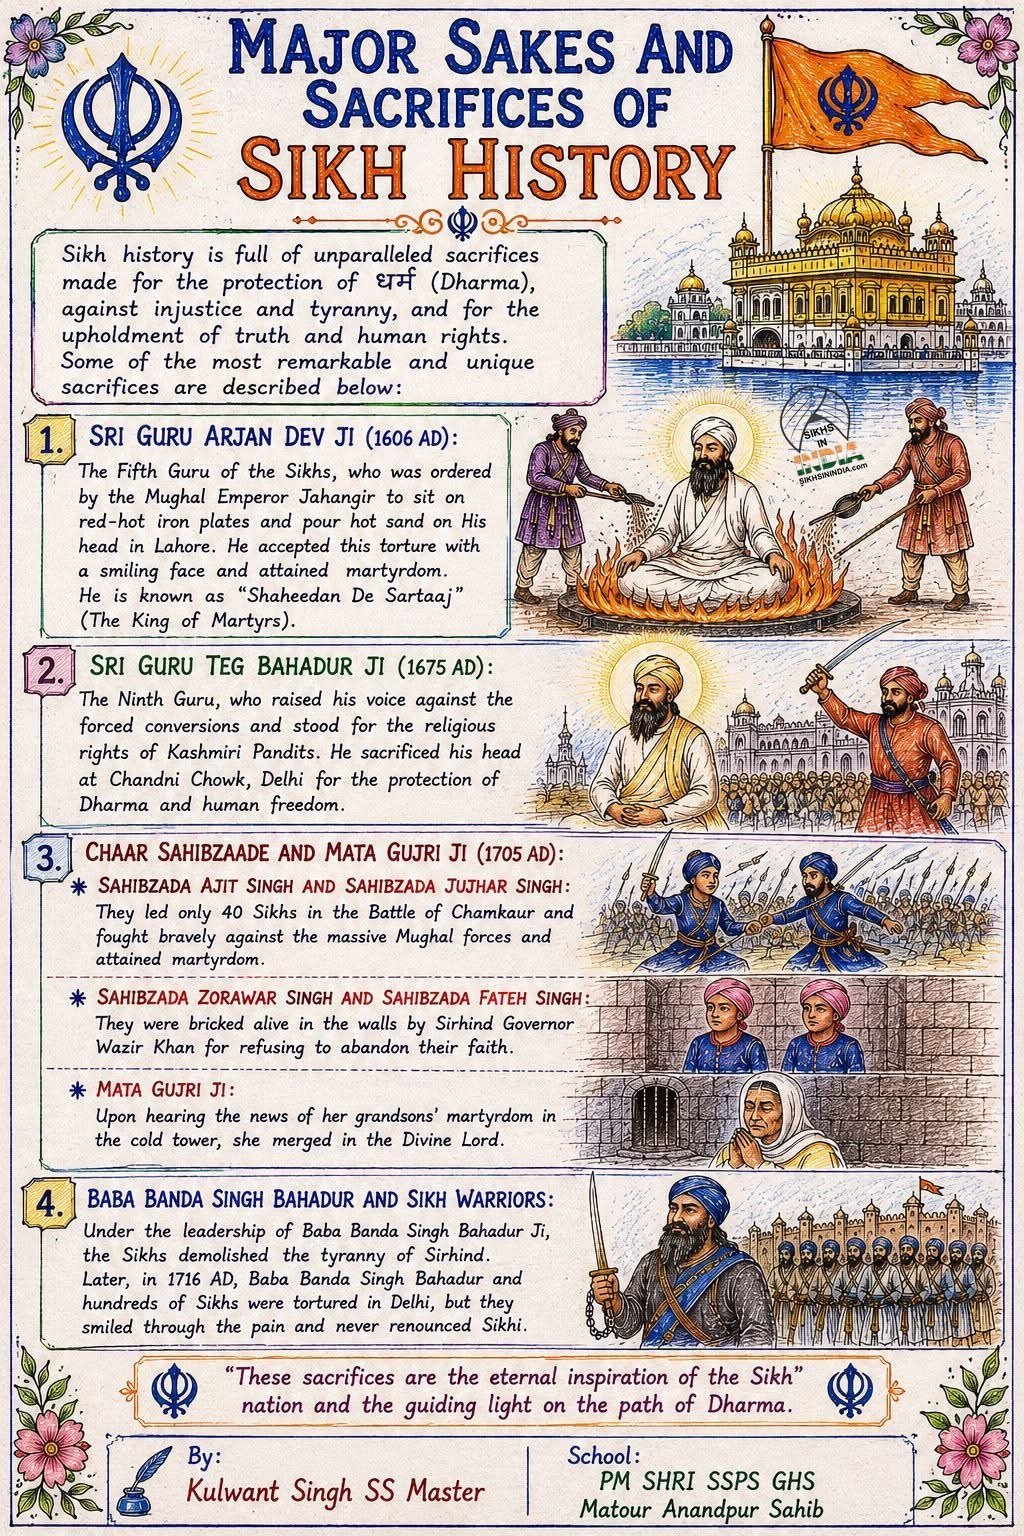 MAJOR SAKES AND
SACRIFICES OF
SIKH HISTORY
Sikh history is full of unparalleled sacrifices
made for the protection of धर्म (Dharma),
against injustice and tyranny, and for the
upholdment of truth and human rights.
Some of the most remarkable and unique
sacrifices are described below:
1. SRI GURU ARJAN DEV JI (1606 AD):
The Fifth Guru of the Sikhs, who was ordered
by the Mughal Emperor Jahangir to sit on
red-hot iron plates and pour hot sand on His
head in Lahore. He accepted this torture with
a smiling face and attained martyrdom.
He is known as "Shaheedan De Sartaaj"
(The King of Martyrs).
SIKHS
IN
INDIA
SIKHSININDIA.com
2. SRI GURU TEG BAHADUR JI (1675 AD):
The Ninth Guru, who raised his voice against the
forced conversions and stood for the religious
rights of Kashmiri Pandits. He sacrificed his head
at Chandni Chowk, Delhi for the protection of
Dharma and human freedom.
3. CHAAR SAHIBZAADE AND MATA GUJRI JI (1705 AD):
* SAHIBZADA AJIT SINGH AND SAHIBZADA JUJHAR SINGH:
They led only 40 Sikhs in the Battle of Chamkaur and
fought bravely against the massive Mughal forces and
attained martyrdom.
* SAHIBZADA ZORAWAR SINGH AND SAHIBZADA FATEH SINGH:
They were bricked alive in the walls by Sirhind Governor
Wazir Khan for refusing to abandon their faith.
* MATA GUJRI JI:
Upon hearing the news of her grandsons' martyrdom in
the cold tower, she merged in the Divine Lord.
4. BABA BANDA SINGH BAHADUR AND SIKH WARRIORS:
Under the leadership of Baba Banda Singh Bahadur Ji,
the Sikhs demolished the tyranny of Sirhind.
Later, in 1716 AD, Baba Banda Singh Bahadur and
hundreds of Sikhs were tortured in Delhi, but they
smiled through the pain and never renounced Sikhi.
"These sacrifices are the eternal inspiration of the Sikh"
nation and the guiding light on the path of Dharma.
By:
Kulwant Singh SS Master
School:
PM SHRI SSPS GHS
Matour Anandpur Sahib